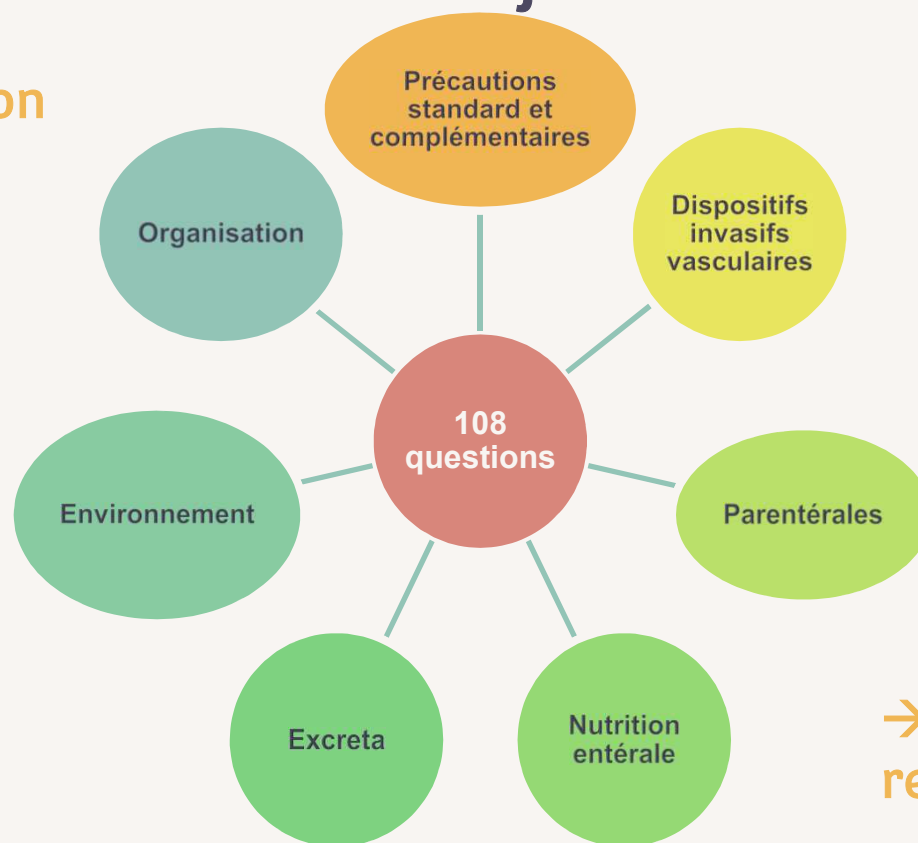 Précautions
standard et
complémentaires
Dispositifs
invasifs
vasculaires
Organisation
108
questions
Environnement
Parentérales
Excreta
Nutrition
entérale
→